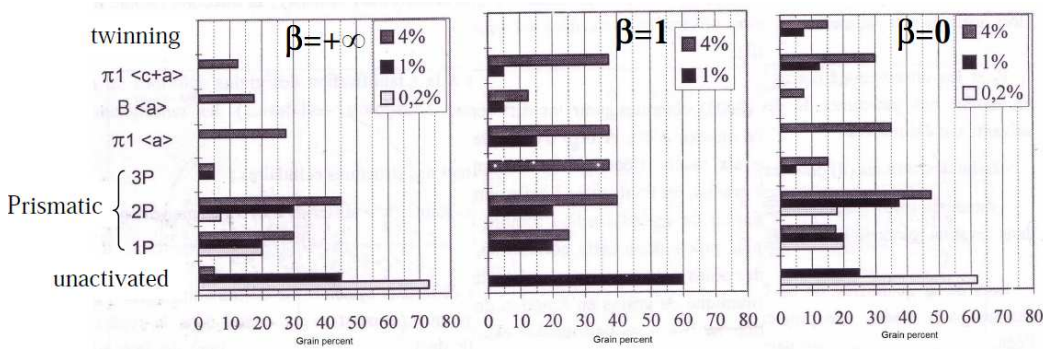 twinning
π1 <c+a>
B <a>
π1 <a>
3P
Prismatic
2P
1P
unactivated
β=+∞
4%
1%
0,2%
0 10 20 30 40 50 60 70 80
Grain percent
β=1
4%
1%
0 10 20 30 40 50 60 70 80
Grain percent
β=0
4%
1%
0,2%
0 10 20 30 40 50 60 70 80
Grain percent